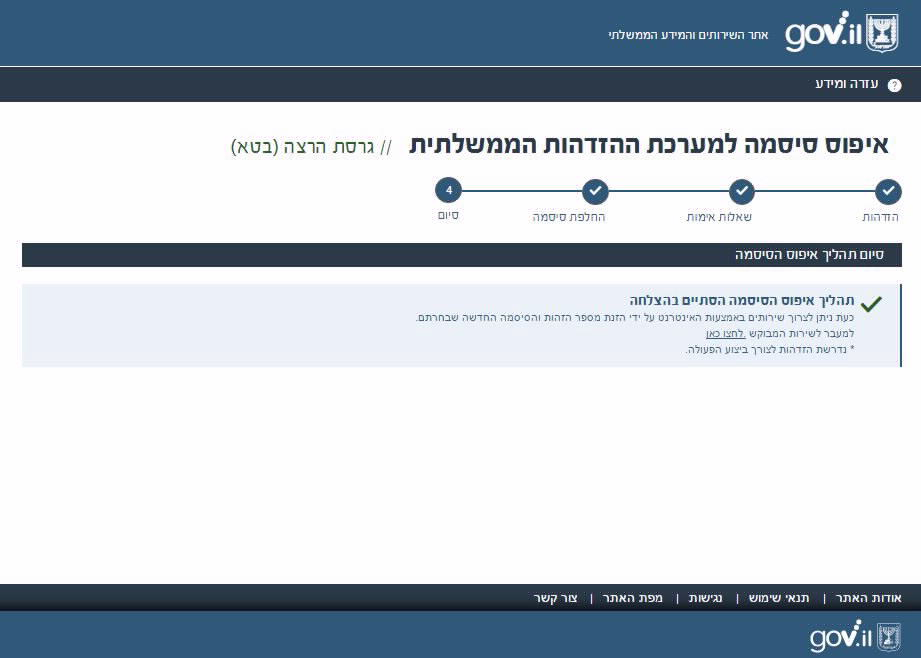 gov.il
אתר השירותים והמידע הממשלתי
? עזרה ומידע
איפוס סיסמה למערכת ההזדהות הממשלתית // גרסת הרצה (בטא)
4
הזדהות
שאלות אימות
החלפת סיסמה
סיום
סיום תהליך איפוס הסיסמה
תהליך איפוס הסיסמה הסתיים בהצלחה
כעת ניתן לצרוך שירותים באמצעות האינטרנט על ידי הזנת מספר הזהות והסיסמה החדשה שבחרתם.
למעבר לשירות המבוקש לחצו כאן.
* נדרשת הזדהות לצורך ביצוע הפעולה.
אודות האתר | תנאי שימוש | נגישות | מפת האתר | צור קשר
gov.il